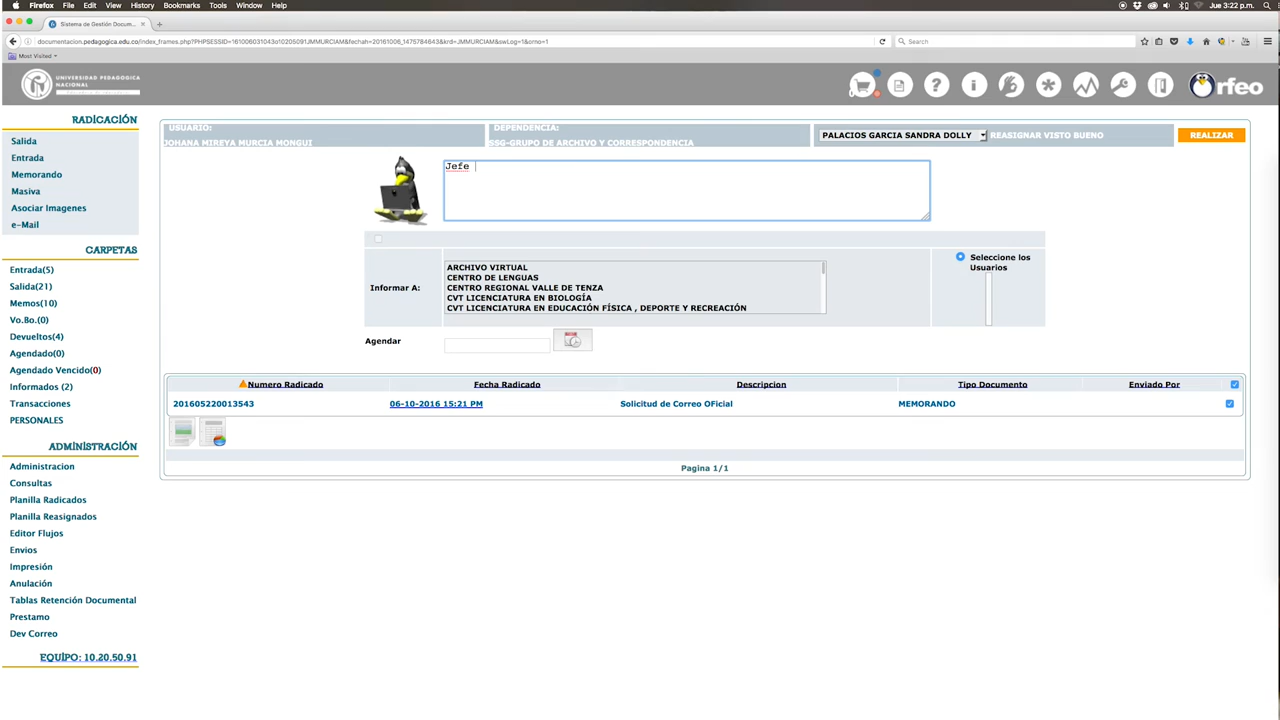 Firefox File Edit View History Bookmarks Tools Window Help
Jue 3:22 p.m.
Sistema de Gestión Docum...
documentacion.pedagogica.edu.co/index_frames.php?PHPSESSID=161006031043o10205091JMMURCIAM&fechah=20161006_1475784643&krd=JMMURCIAM&swLog=1&orno=1
Search
Most Visited
UNIVERSIDAD PEDAGOGICA
NACIONAL
rfeo
RADICACIÓN
Salida
Entrada
Memorando
Masiva
Asociar Imagenes
e-Mail
CARPETAS
Entrada(5)
Salida(21)
Memos(10)
Vo.Bo.(0)
Devueltos(4)
Agendado(0)
Agendado Vencido(0)
Informados (2)
Transacciones
PERSONALES
ADMINISTRACIÓN
Administracion
Consultas
Planilla Radicados
Planilla Reasignados
Editor Flujos
Envios
Impresión
Anulación
Tablas Retención Documental
Prestamo
Dev Correo
EQUIPO: 10.20.50.91
USUARIO:
JOHANA MIREYA MURCIA MONGUI
DEPENDENCIA:
SSG-GRUPO DE ARCHIVO Y CORRESPONDENCIA
PALACIOS GARCIA SANDRA DOLLY
REASIGNAR VISTO BUENO
REALIZAR
Jefe
Informar A:
ARCHIVO VIRTUAL
CENTRO DE LENGUAS
CENTRO REGIONAL VALLE DE TENZA
CVT LICENCIATURA EN BIOLOGÍA
CVT LICENCIATURA EN EDUCACIÓN FÍSICA , DEPORTE Y RECREACIÓN
Seleccione los
Usuarios
Agendar
Numero Radicado Fecha Radicado Descripcion Tipo Documento Enviado Por
201605220013543 06-10-2016 15:21 PM Solicitud de Correo OFicial MEMORANDO
Pagina 1/1